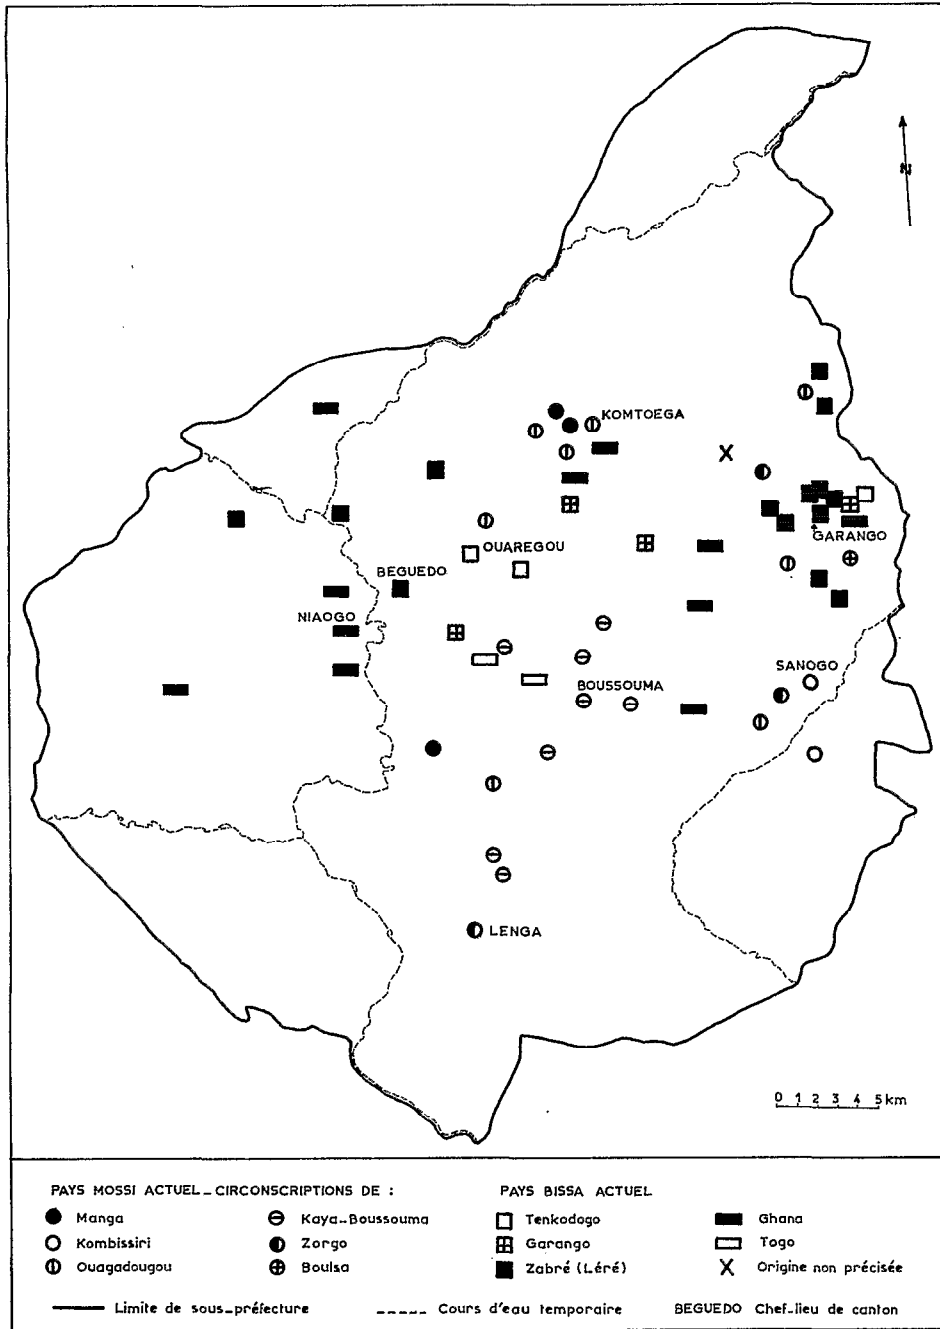 N
KOMTOEGA
GARANGO
OUAREGOU
BEGUEDO
NIAOGO
SANOGO
BOUSSOUMA
LENGA
0 1 2 3 4 5 km
PAYS MOSSI ACTUEL_CIRCONSCRIPTIONS DE :
Manga
Kombissiri
Ouagadougou
Kaya_Boussouma
Zorgo
Boulsa
PAYS BISSA ACTUEL
Tenkodogo
Garango
Zabré (Léré)
Ghana
Togo
Origine non précisée
Limite de sous_préfecture
Cours d'eau temporaire
BEGUEDO Chef_lieu de canton